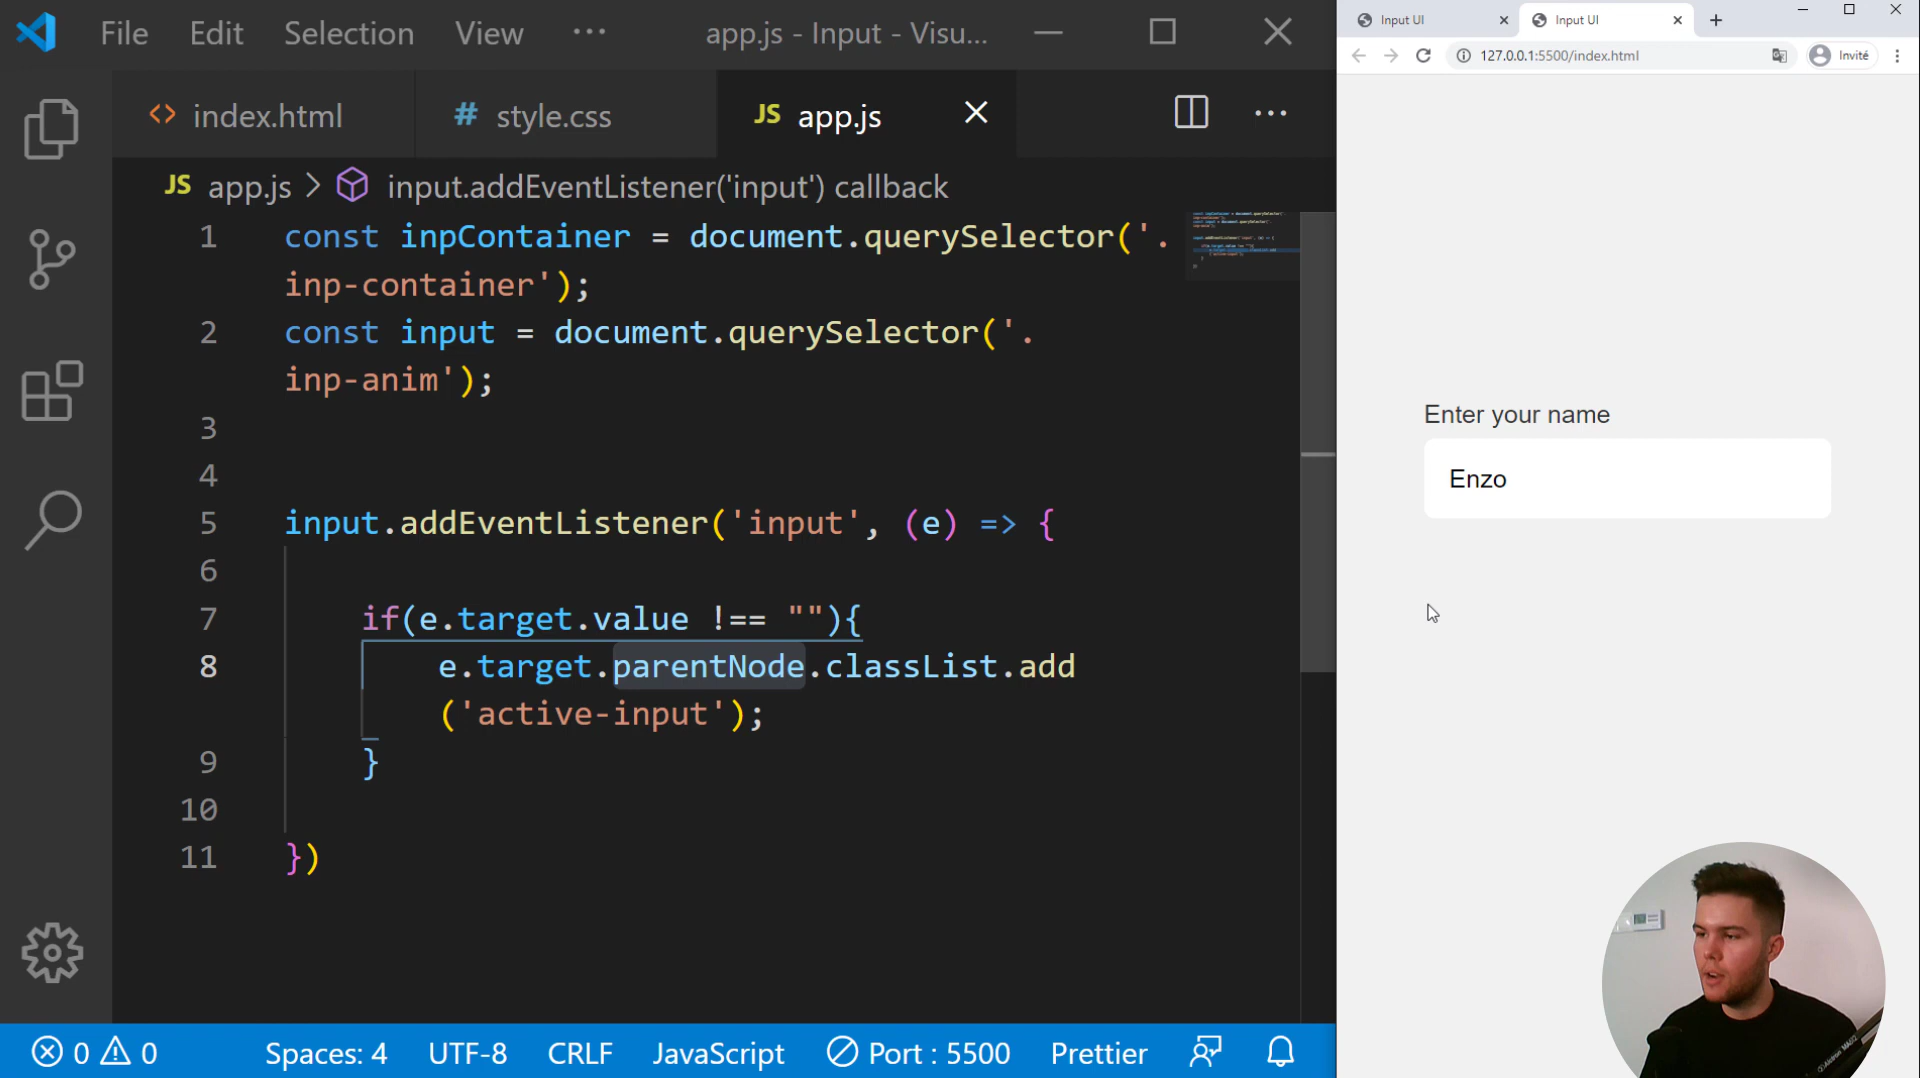 File Edit Selection View ··· app.js - Input - Visu...
index.html
# style.css
JS app.js
JS app.js > input.addEventListener('input') callback
1 const inpContainer = document.querySelector('.
inp-container');
2 const input = document.querySelector('.
inp-anim');
3
4
5 input.addEventListener('input', (e) => {
6
7 if(e.target.value !== ""){
8 e.target.parentNode.classList.add
('active-input');
9 }
10
11 })
0 0 Spaces: 4 UTF-8 CRLF JavaScript Port : 5500 Prettier
Input UI
Input UI
127.0.0.1:5500/index.html
Invité
Enter your name
Enzo